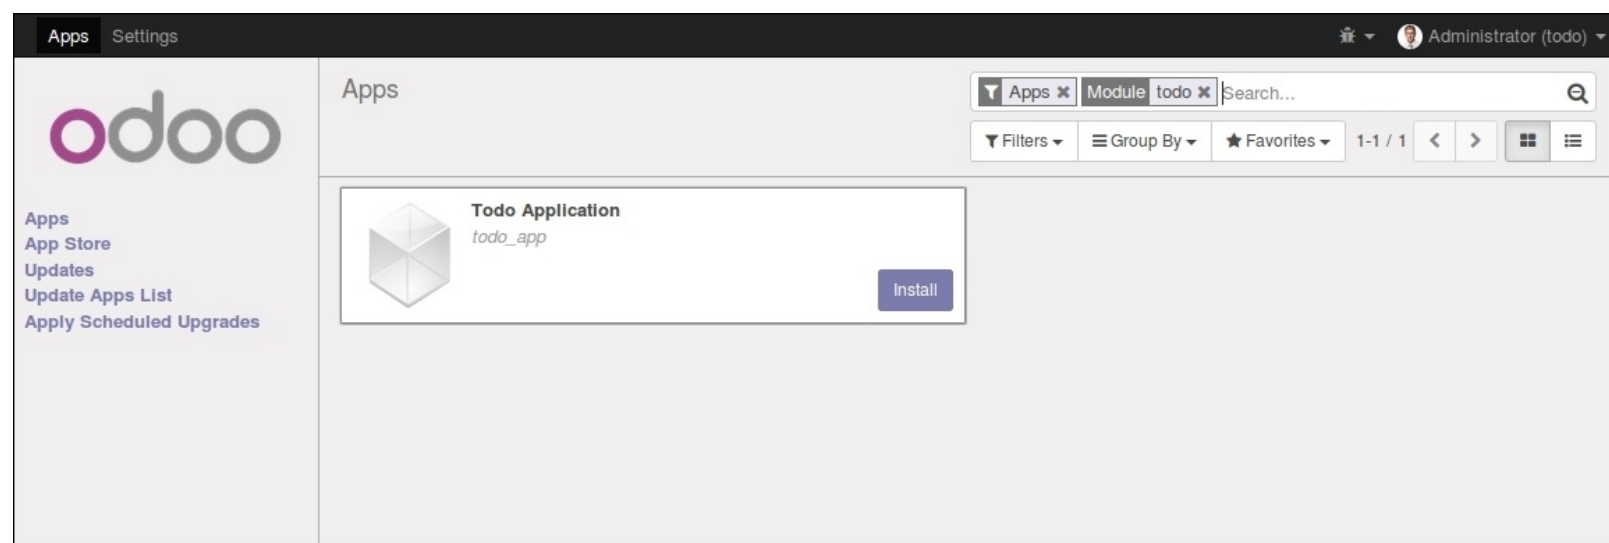 Apps Settings Administrator (todo)
odoo
Apps
App Store
Updates
Update Apps List
Apply Scheduled Upgrades
Apps
Apps Module todo Search...
Filters Group By Favorites 1-1 / 1
Todo Application
todo_app
Install